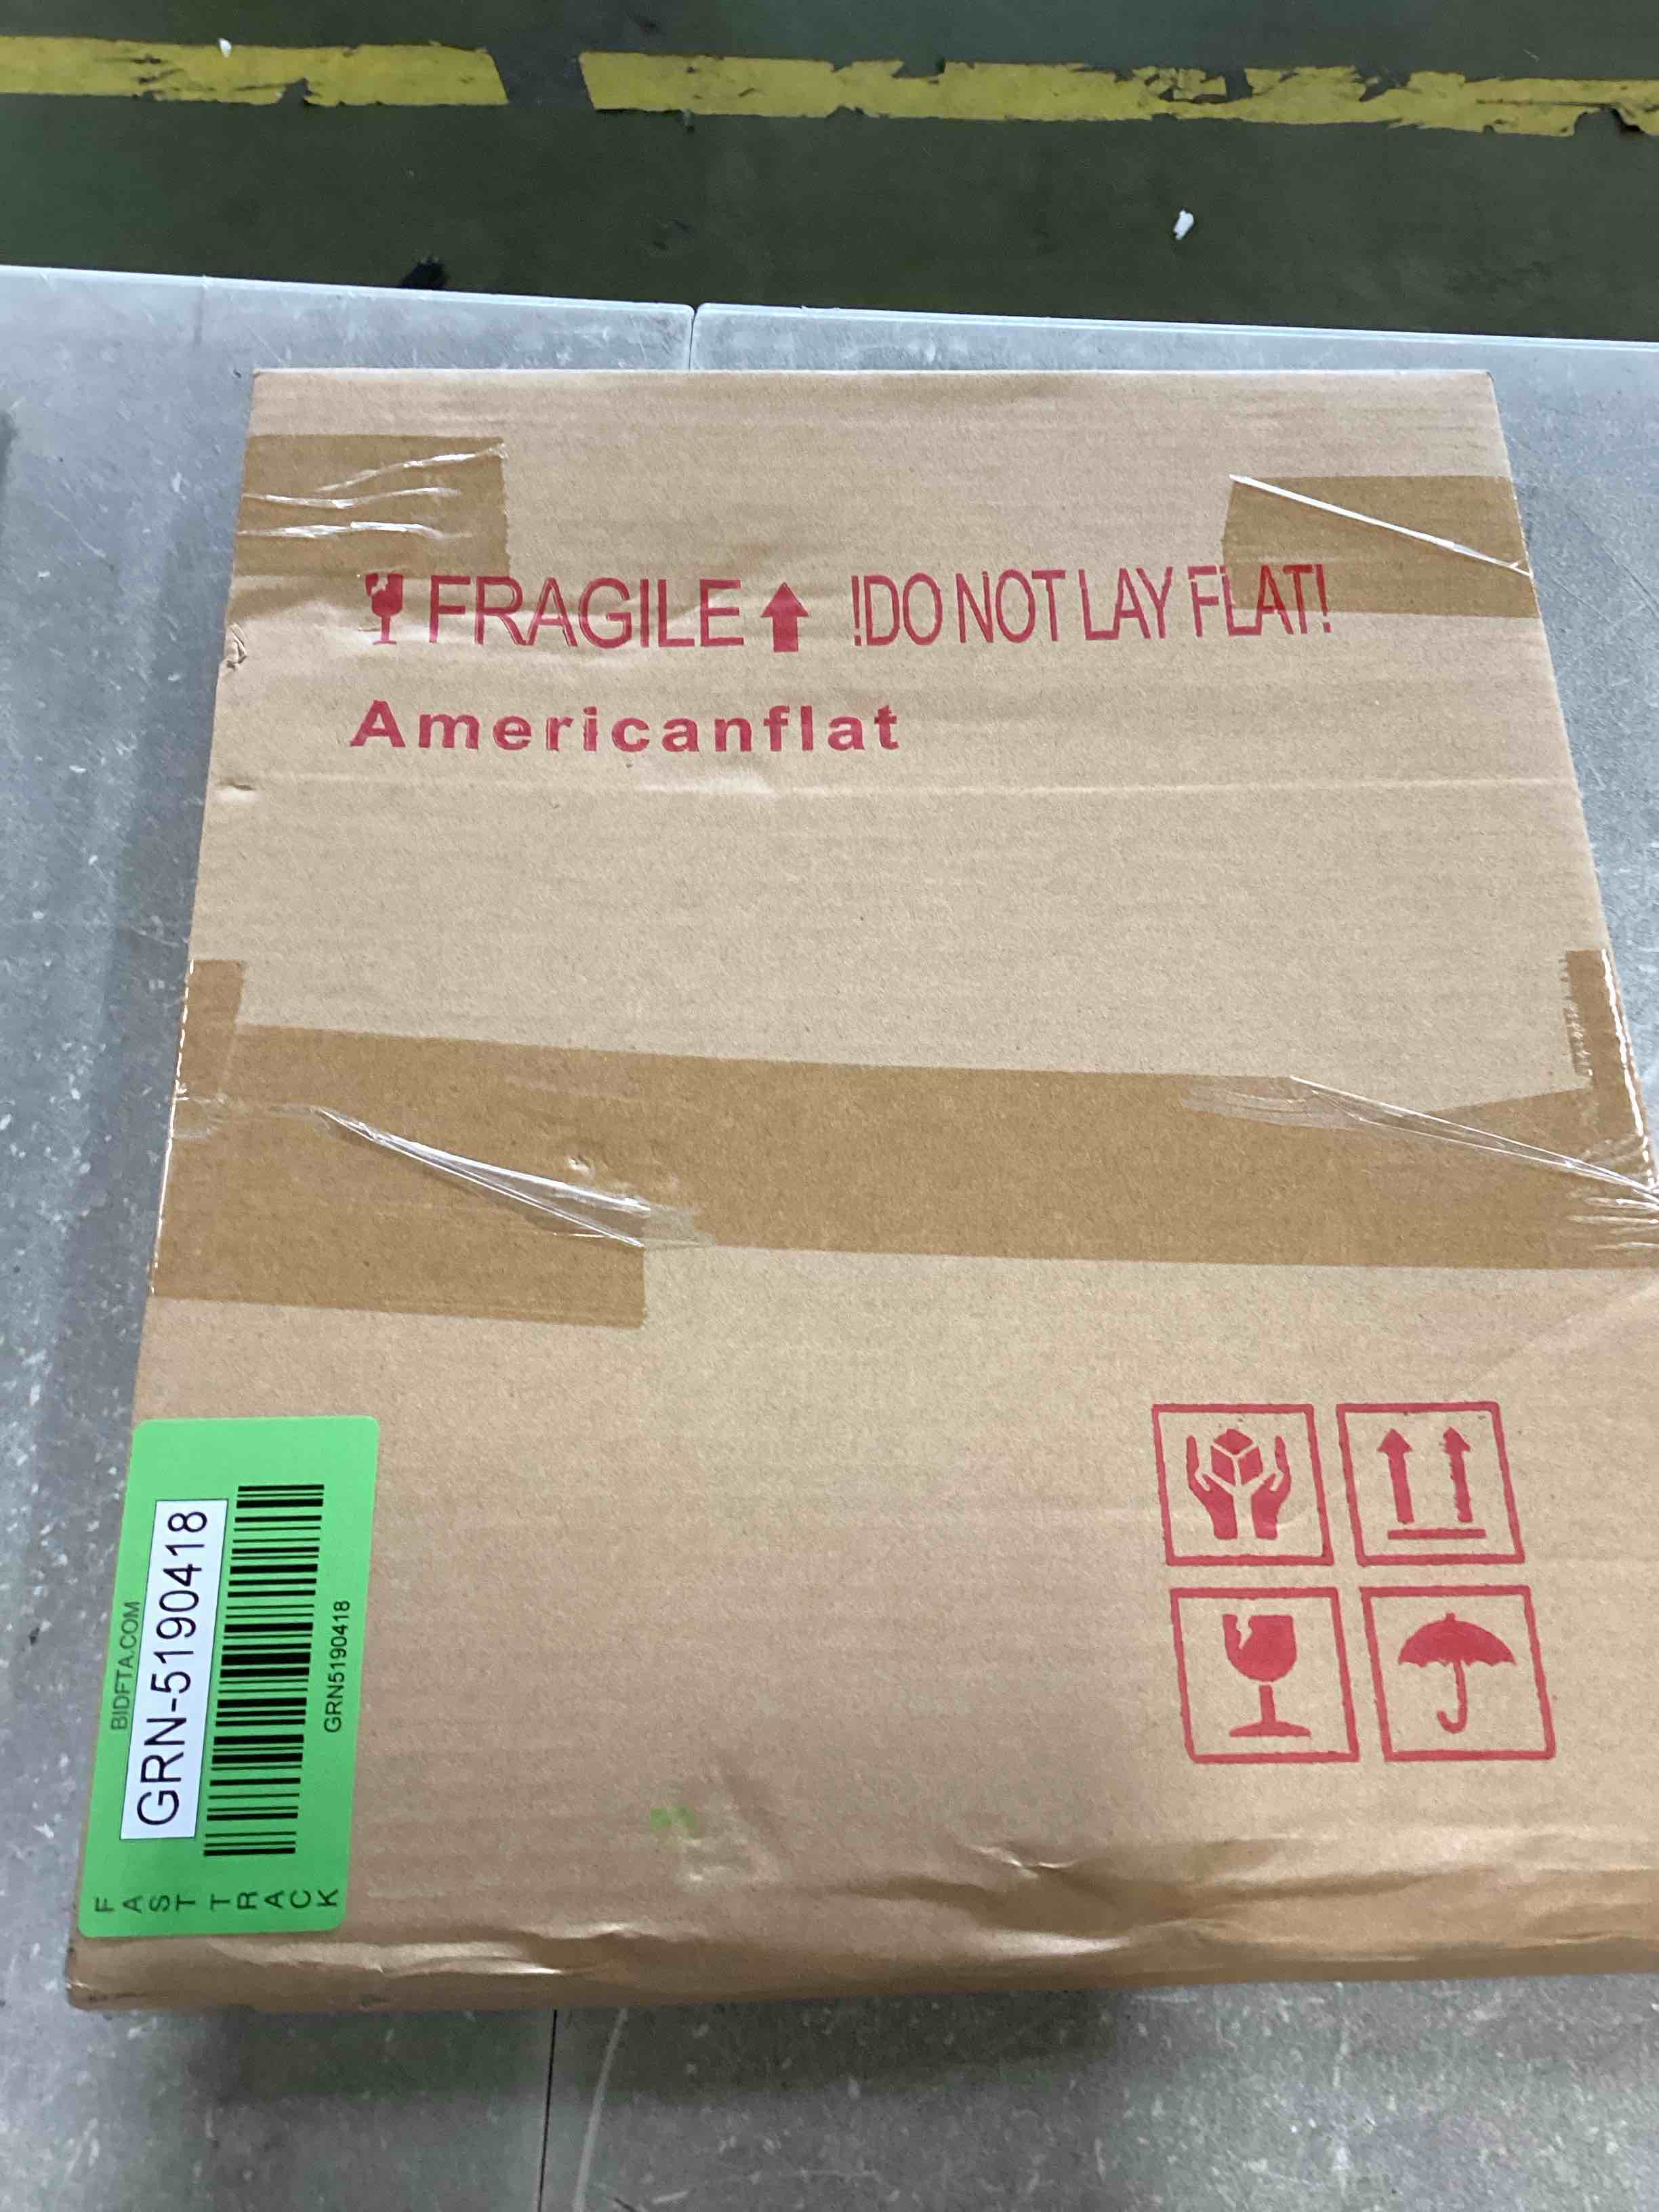 FRAGILE !DO NOT LAY FLAT!
Americanflat
BIDFTA.COM
GRN-5190418
GRN5190418
FAST TRACK